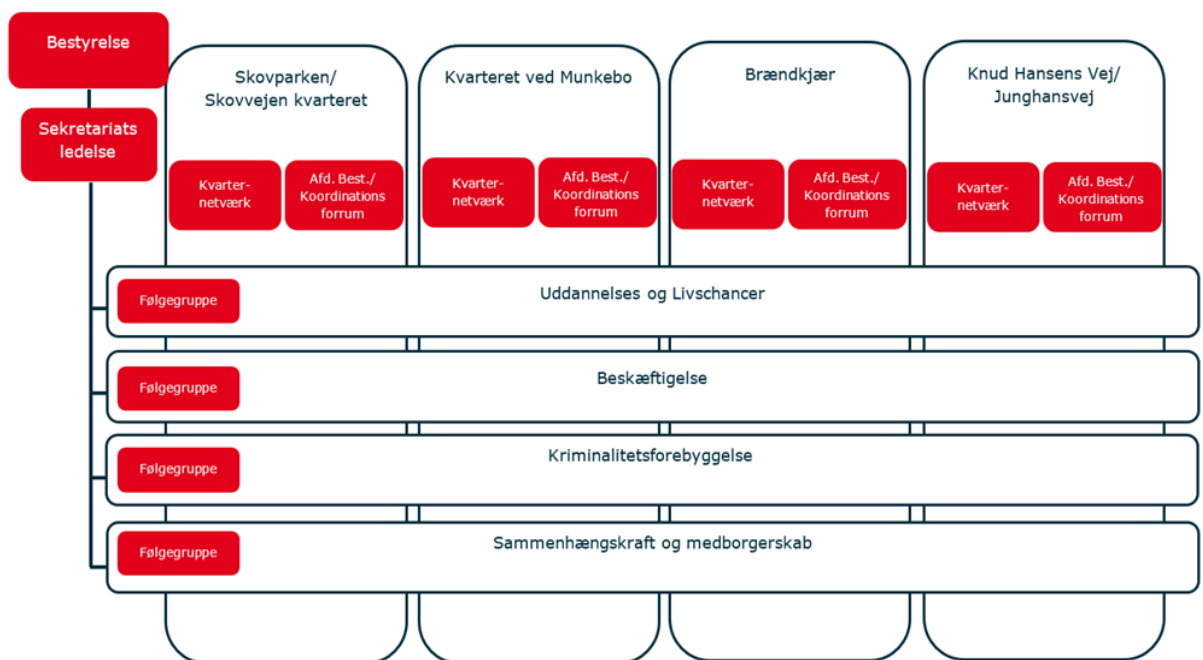 Bestyrelse
Sekretariats
ledelse
Skovparken/
Skovvejen kvarteret
Kvarter-
netværk
Afd. Best./
Koordinations
forrum
Kvarteret ved Munkebo
Kvarter-
netværk
Afd. Best./
Koordinations
forrum
Brændkjær
Kvarter-
netværk
Afd. Best./
Koordinations
forrum
Knud Hansens Vej/
Junghansvej
Kvarter-
netværk
Afd. Best./
Koordinations
forrum
Følgegruppe
Uddannelses og Livschancer
Følgegruppe
Beskæftigelse
Følgegruppe
Kriminalitetsforebyggelse
Følgegruppe
Sammenhængskraft og medborgerskab